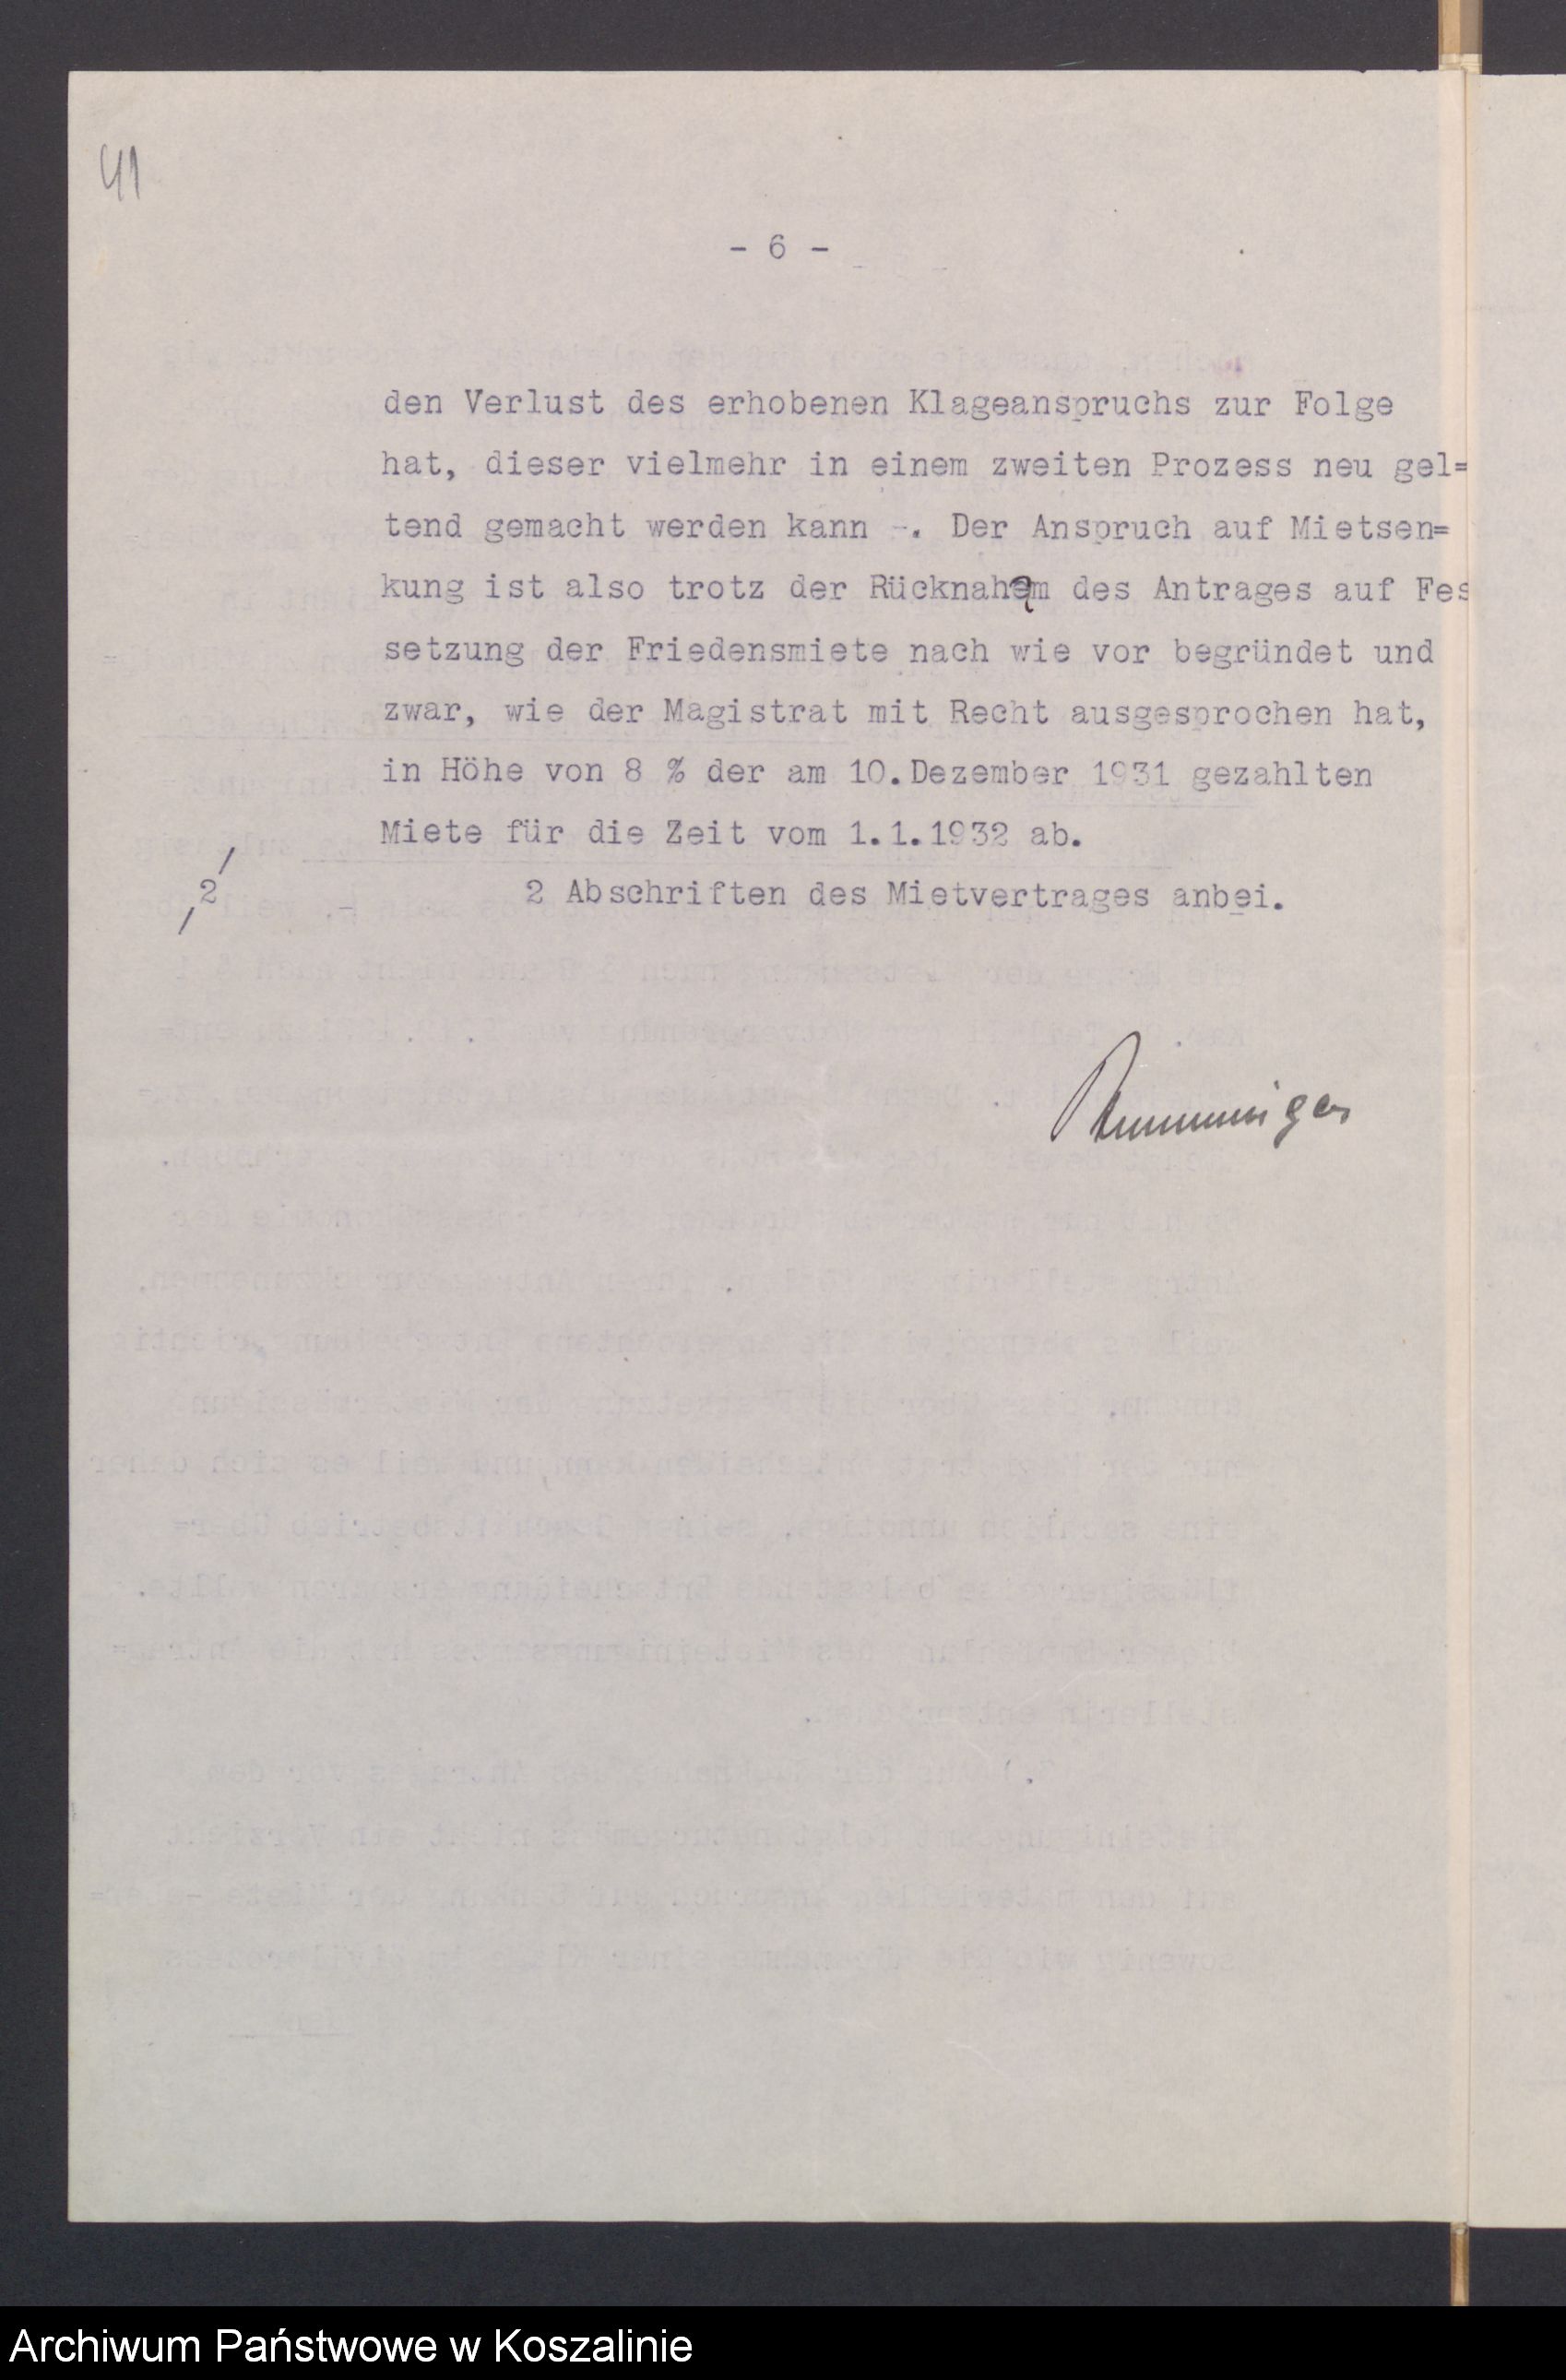 41
- 6 -
den Verlust des erhobenen Klageanspruchs zur Folge
hat, dieser vielmehr in einem zweiten Prozess neu gel=
tend gemacht werden kann -. Der Anspruch auf Mietsen=
kung ist also trotz der Rücknahem des Antrages auf Fes
setzung der Friedensmiete nach wie vor begründet und
zwar, wie der Magistrat mit Recht ausgesprochen hat,
in Höhe von 8 % der am 10.Dezember 1931 gezahlten
Miete für die Zeit vom 1.1.1932 ab.
/ 2 /
2 Abschriften des Mietvertrages anbei.
Archiwum Państwowe w Koszalinie